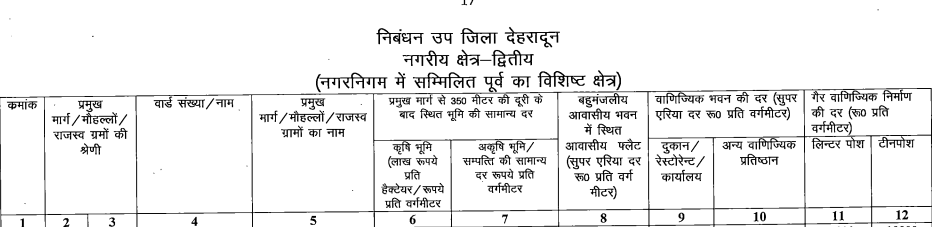 17
निबंधन उप जिला देहरादून
नगरीय क्षेत्र–द्वितीय
(नगरनिगम में सम्मिलित पूर्व का विशिष्ट क्षेत्र)
कमांक
प्रमुख
मार्ग/मौहल्लों/
राजस्व ग्रमों की
श्रेणी
वार्ड संख्या/नाम
प्रमुख
मार्ग/मौहल्लों/राजस्व
ग्रामों का नाम
प्रमुख मार्ग से 350 मीटर की दूरी के
बाद स्थित भूमि की सामान्य दर
कृषि भूमि
(लाख रूपये
प्रति
हैक्टेयर/रूपये
प्रति वर्गमीटर
अकृषि भूमि/
सम्पत्ति की सामान्य
दर रूपये प्रति
वर्गमीटर
बहुमंजलीय
आवासीय भवन
में स्थित
आवासीय फ्लैट
(सुपर एरिया दर
रू0 प्रति वर्ग
मीटर)
वाणिज्यिक भवन की दर (सुपर
एरिया दर रू0 प्रति वर्गमीटर)
दुकान/
रेस्टोरेन्ट/
कार्यालय
अन्य वाणिज्यिक
प्रतिष्ठान
गैर वाणिज्यिक निर्माण
की दर (रू0 प्रति
वर्गमीटर)
लिन्टर पोश
टीनपोश
1 2 3 4 5 6 7 8 9 10 11 12